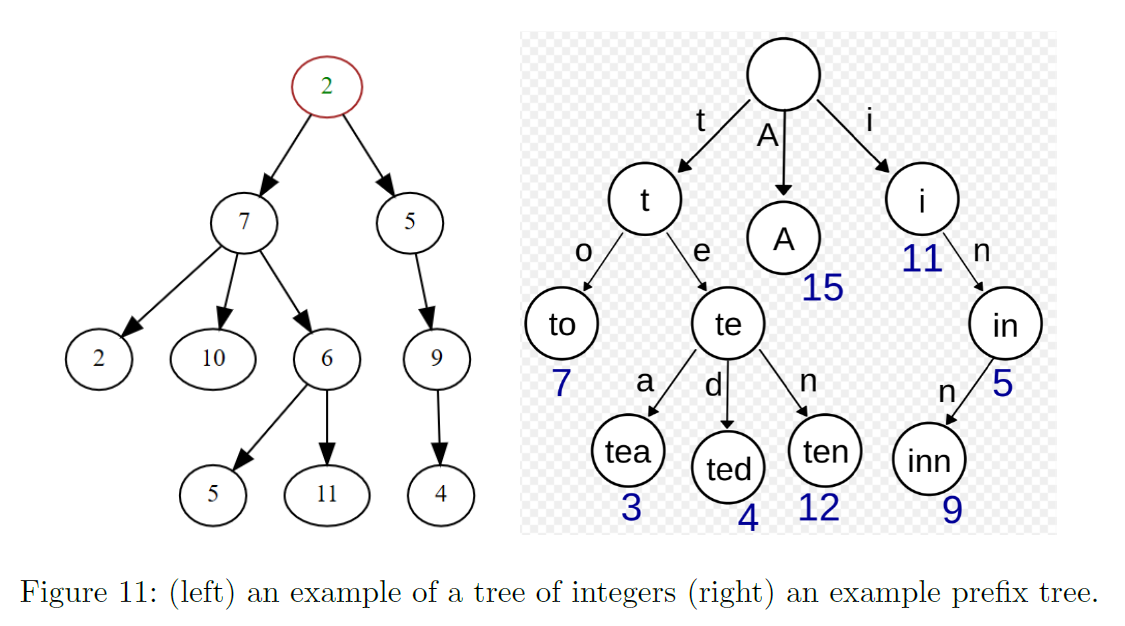 2
7
5
2
10
6
9
5
11
4
t
A
i
t
A
i
15
11
o
e
n
to
te
in
7
5
a
d
n
n
tea
ted
ten
inn
3
4
12
9
Figure 11: (left) an example of a tree of integers (right) an example prefix tree.